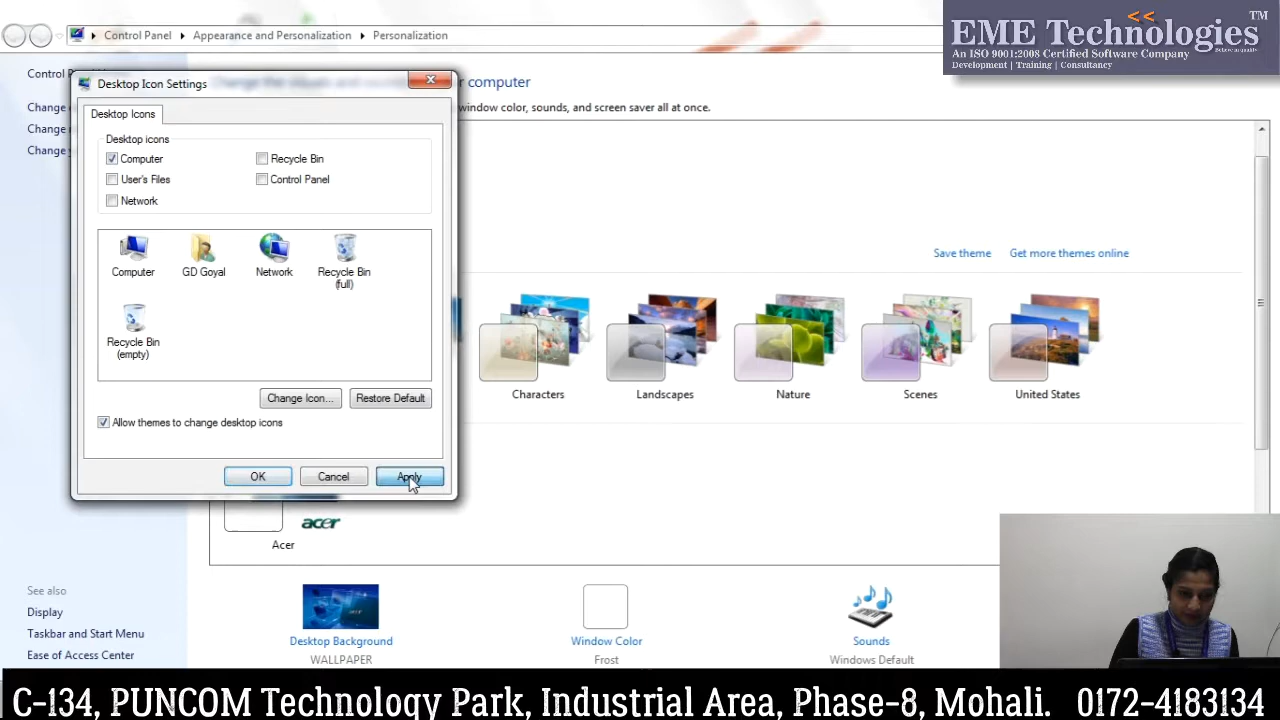 Control Panel Appearance and Personalization Personalization
<<
EME Technologies TM
An ISO 9001:2008 Certified Software Company
Development | Training | Consultancy
Control
Change
Change
Change
computer
window color, sounds, and screen saver all at once.
Desktop Icon Settings
Desktop Icons
Desktop icons
Computer
Recycle Bin
User's Files
Control Panel
Network
Computer
GD Goyal
Network
Recycle Bin
(full)
Recycle Bin
(empty)
Change Icon...
Restore Default
Allow themes to change desktop icons
OK
Cancel
Apply
Save theme
Get more themes online
Characters
Landscapes
Nature
Scenes
United States
acer
Acer
See also
Display
Taskbar and Start Menu
Ease of Access Center
Desktop Background
WALLPAPER
Window Color
Frost
Sounds
Windows Default
C-134, PUNCOM Technology Park, Industrial Area, Phase-8, Mohali. 0172-4183134